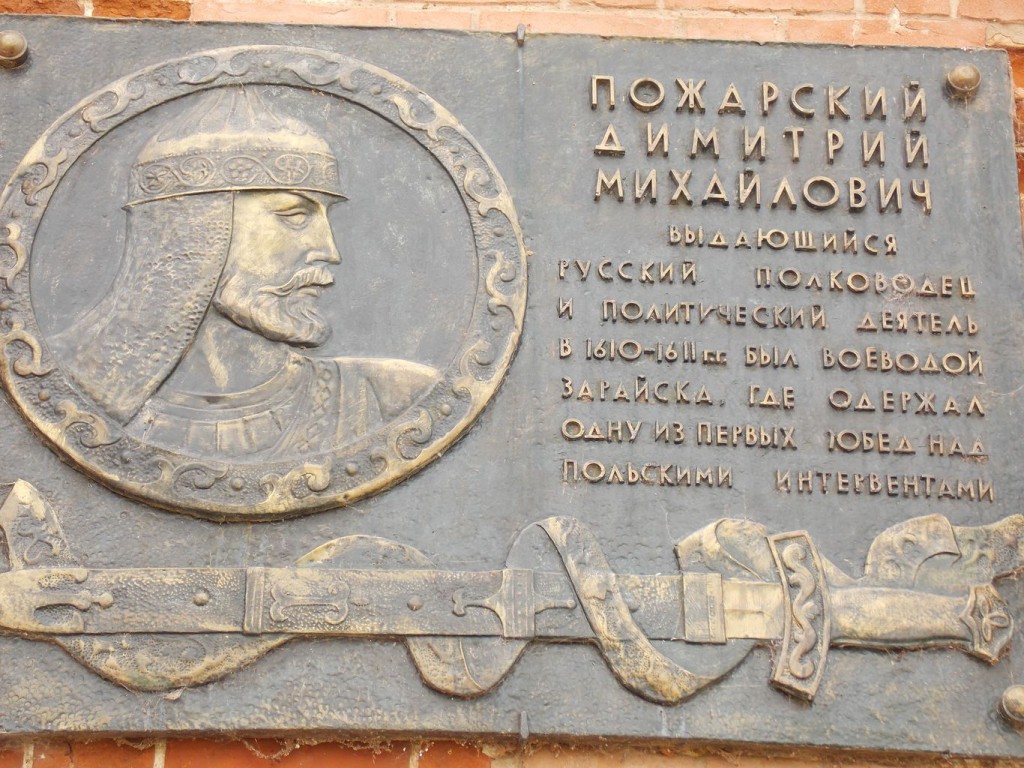 ПОЖАРСКИЙ
ДИМИТРИЙ
МИХАЙЛОВИЧ
ВЫДАЮЩИЙСЯ
РУССКИЙ ПОЛКОВОДЕЦ
И ПОЛИТИЧЕСКИЙ ДЕЯТЕЛЬ
В 1610-1611 гг. БЫЛ ВОЕВОДОЙ
ЗАРАЙСКА, ГДЕ ОДЕРЖАЛ
ОДНУ ИЗ ПЕРВЫХ ПОБЕД НАД
ПОЛЬСКИМИ ИНТЕРВЕНТАМИ